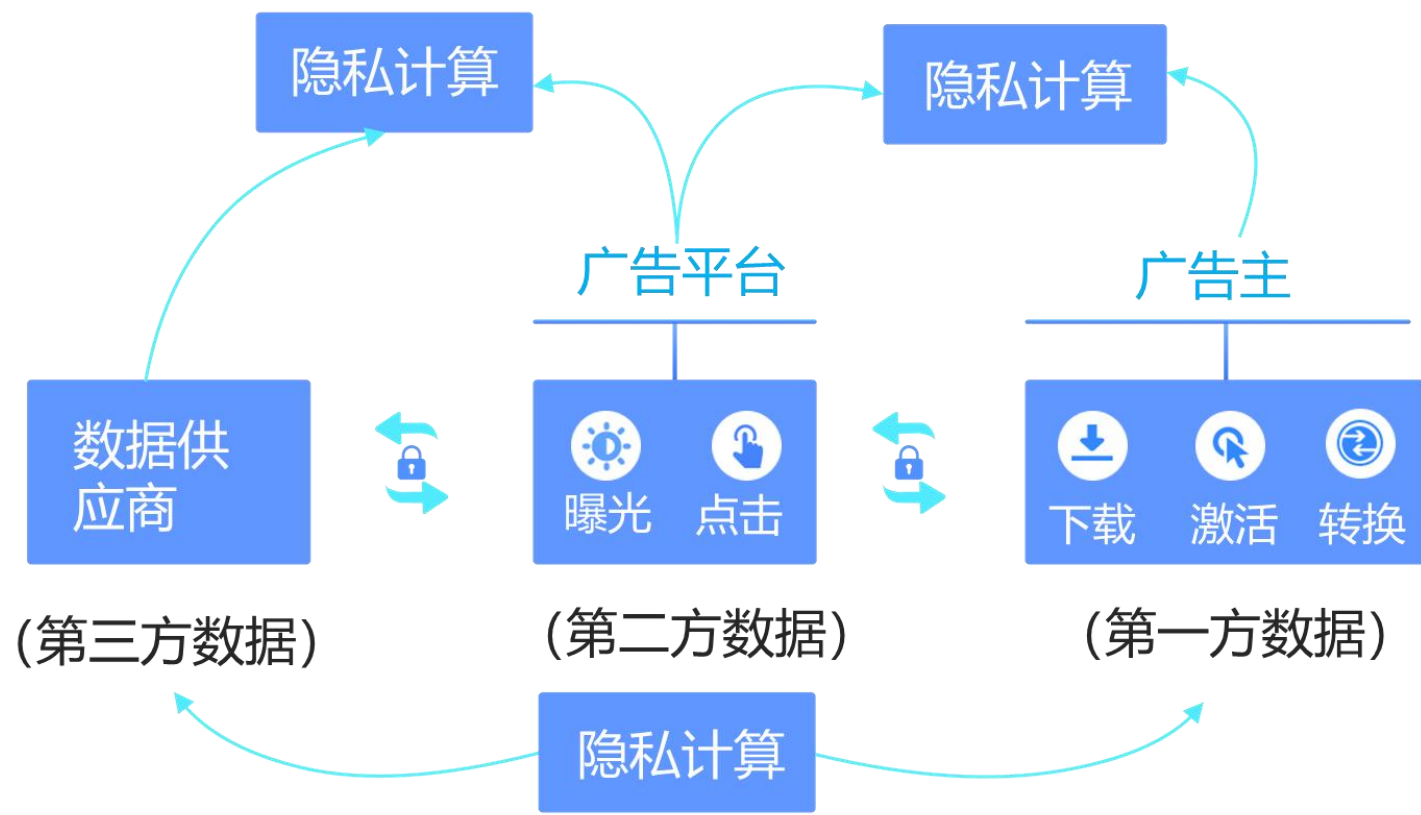 隐私计算
隐私计算
广告平台
广告主
数据供
应商
曝光
点击
下载
激活
转换
(第三方数据)
(第二方数据)
(第一方数据)
隐私计算